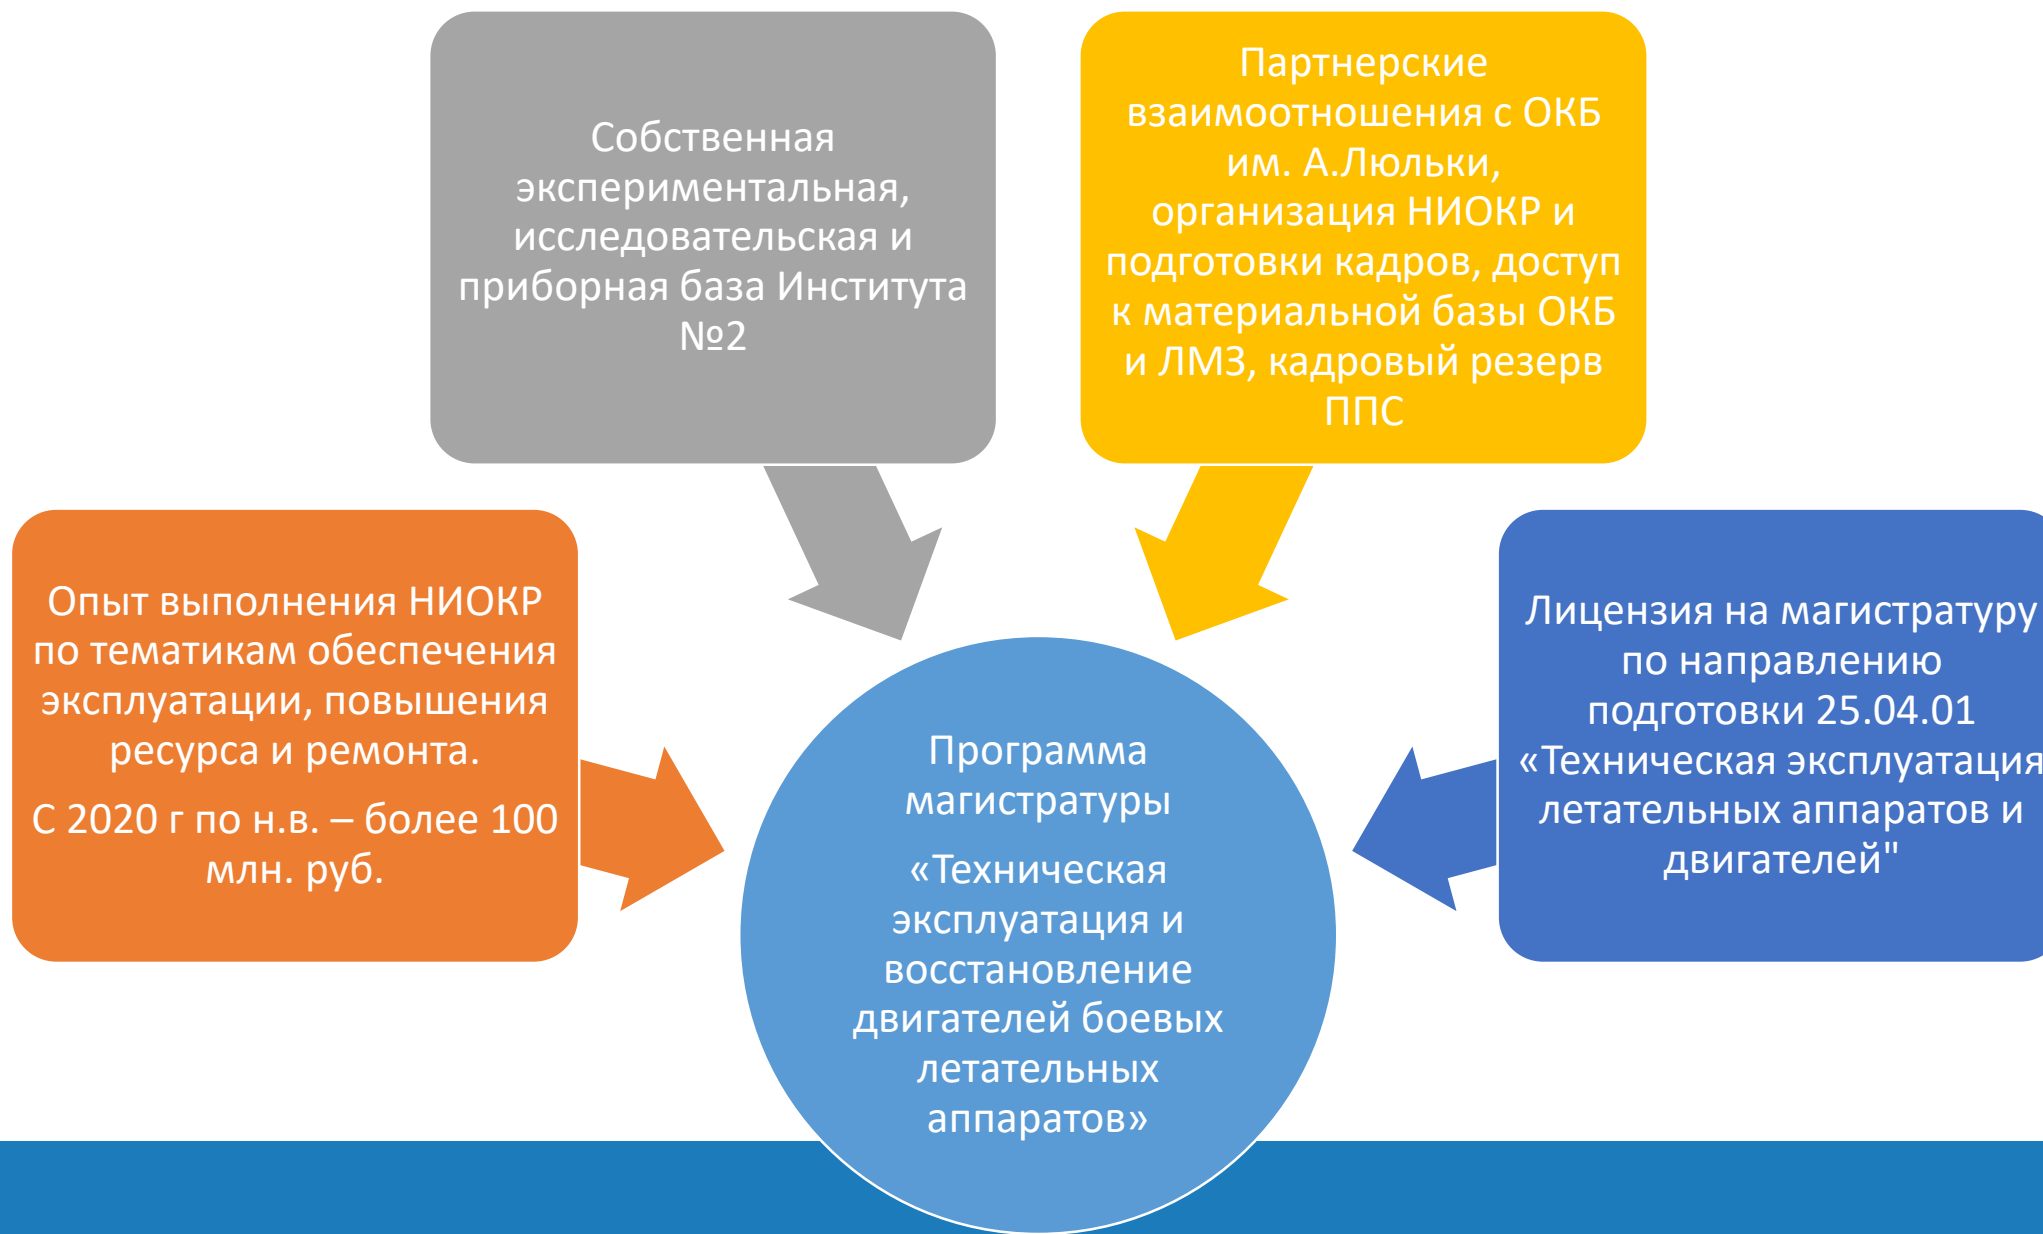 Собственная
экспериментальная,
исследовательская и
приборная база Института
№2
Партнерские
взаимоотношения с ОКБ
им. А.Люльки,
организация НИОКР и
подготовки кадров, доступ
к материальной базы ОКБ
и ЛМЗ, кадровый резерв
ППС
Опыт выполнения НИОКР
по тематикам обеспечения
эксплуатации, повышения
ресурса и ремонта.
С 2020 г по н.в. – более 100
млн. руб.
Программа
магистратуры
«Техническая
эксплуатация и
восстановление
двигателей боевых
летательных
аппаратов»
Лицензия на магистратуру
по направлению
подготовки 25.04.01
«Техническая эксплуатация
летательных аппаратов и
двигателей"